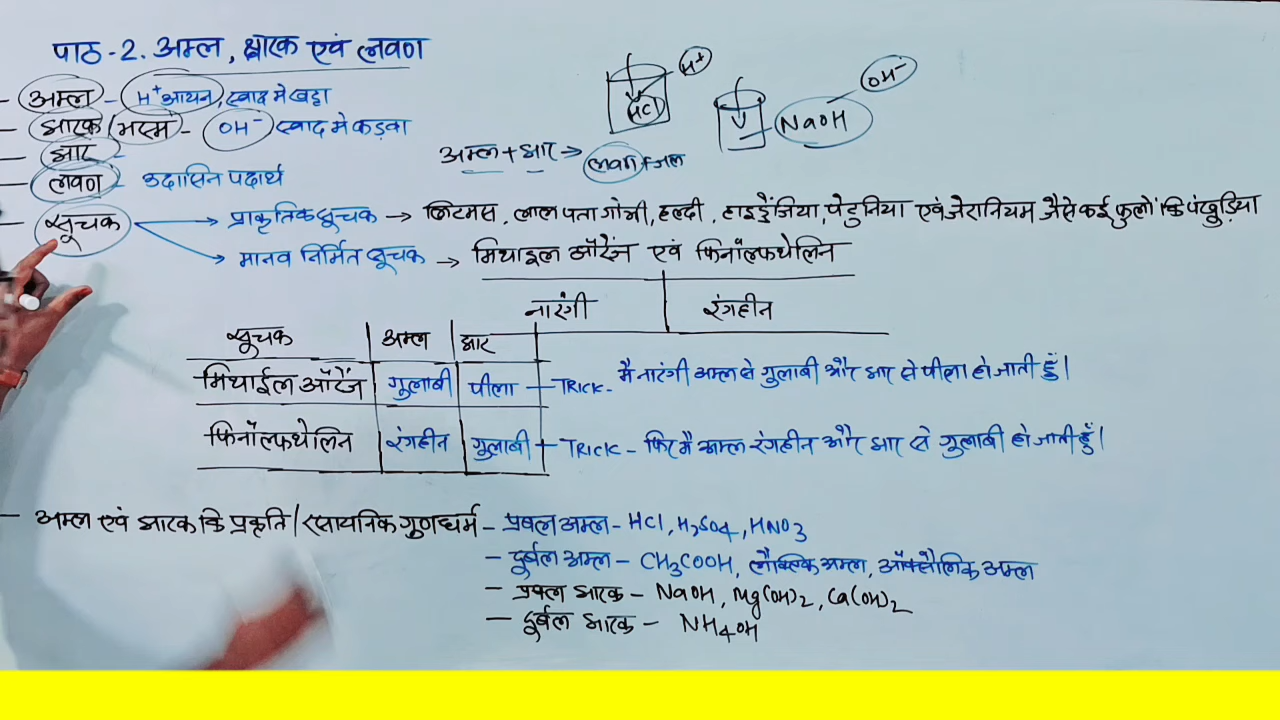 पाठ-2. अम्ल, क्षारक एवं लवण
- अम्ल - H⁺ आयन, स्वाद मे खट्टा
- क्षारक/भस्म - OH⁻ स्वाद मे कड़वा
- क्षार -
- लवण - उदासिन पदार्थ
HCl H⁺
NaOH OH⁻
अम्ल + क्षार → लवण + जल
- सूचक → प्राकृतिक सूचक → लिटमस, लाल पता गोभी, हल्दी, हाइड्रेंजिया, पेटुनिया एवं जेरानियम जैसे कई फुलों कि पंखुड़िया
→ मानव निर्मित सूचक → मिथाइल ऑरेंज एवं फिनॉल्फथेलिन
नारंगी | रंगहीन
सूचक | अम्ल | क्षार
मिथाईल ऑरेंज | गुलाबी | पीला - TRICK - मै नारंगी अम्ल से गुलाबी और क्षार से पीला हो जाती हुँ।
फिनॉल्फथेलिन | रंगहीन | गुलाबी - TRICK - फिर मै अम्ल रंगहीन और क्षार से गुलाबी हो जाती हुँ।
- अम्ल एवं क्षारक कि प्रकृति/रसायनिक गुणधर्म - प्रबल अम्ल - HCl, H₂SO₄, HNO₃
- दुर्बल अम्ल - CH₃COOH, लैक्टिक अम्ल, ऑक्सैलिक अम्ल
- प्रबल क्षारक - NaOH, Mg(OH)₂, Ca(OH)₂
- दुर्बल क्षारक - NH₄OH